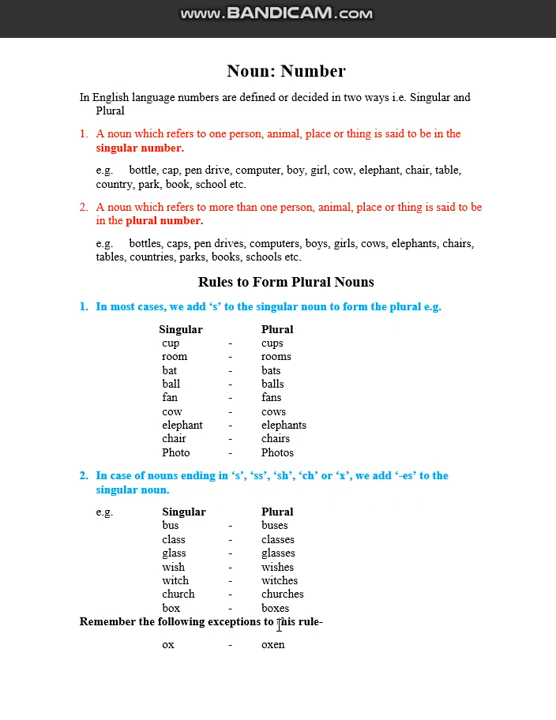 www.BANDICAM.com
Noun: Number
In English language numbers are defined or decided in two ways i.e. Singular and
Plural
1. A noun which refers to one person, animal, place or thing is said to be in the
singular number.
e.g. bottle, cap, pen drive, computer, boy, girl, cow, elephant, chair, table,
country, park, book, school etc.
2. A noun which refers to more than one person, animal, place or thing is said to be
in the plural number.
e.g. bottles, caps, pen drives, computers, boys, girls, cows, elephants, chairs,
tables, countries, parks, books, schools etc.
Rules to Form Plural Nouns
1. In most cases, we add ‘s’ to the singular noun to form the plural e.g.
Singular Plural
cup - cups
room - rooms
bat - bats
ball - balls
fan - fans
cow - cows
elephant - elephants
chair - chairs
Photo - Photos
2. In case of nouns ending in ‘s’, ‘ss’, ‘sh’, ‘ch’ or ‘x’, we add ‘-es’ to the
singular noun.
e.g. Singular Plural
bus - buses
class - classes
glass - glasses
wish - wishes
witch - witches
church - churches
box - boxes
Remember the following exceptions to this rule-
ox - oxen